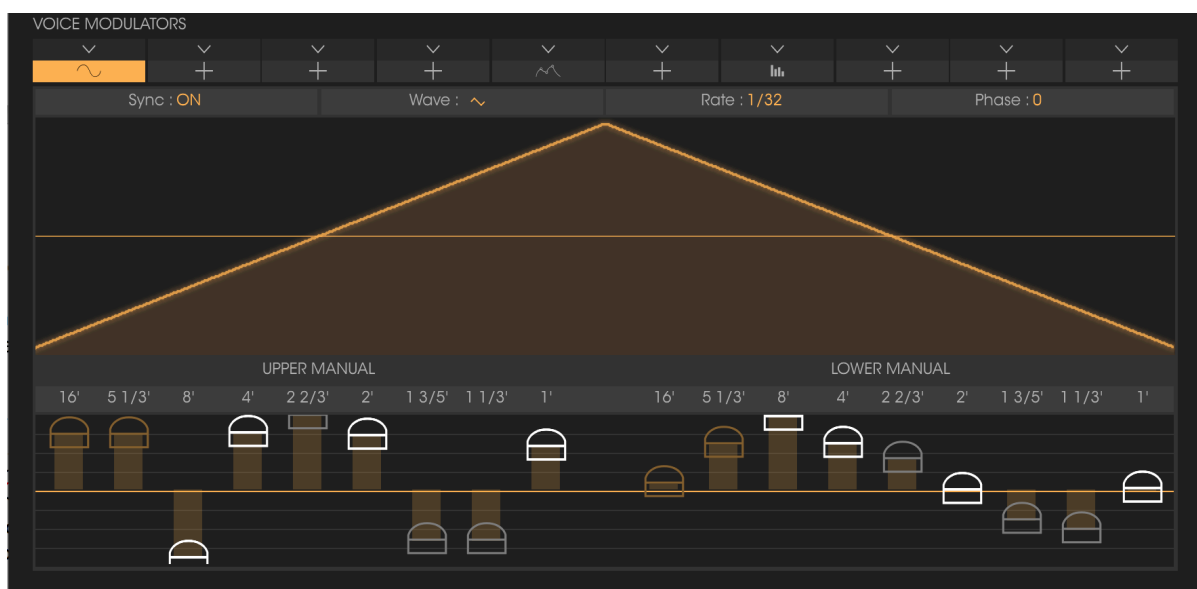 VOICE MODULATORS
Sync : ON Wave : Rate : 1/32 Phase : 0
UPPER MANUAL LOWER MANUAL
16' 5 1/3' 8' 4' 2 2/3' 2' 1 3/5' 1 1/3' 1' 16' 5 1/3' 8' 4' 2 2/3' 2' 1 3/5' 1 1/3' 1'